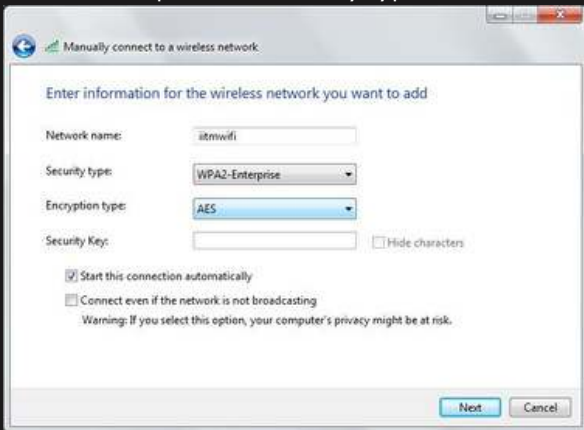 Manually connect to a wireless network
Enter information for the wireless network you want to add
Network name: iitmwifi
Security type: WPA2-Enterprise
Encryption type: AES
Security Key: Hide characters
Start this connection automatically
Connect even if the network is not broadcasting
Warning: If you select this option, your computer's privacy might be at risk.
Next Cancel